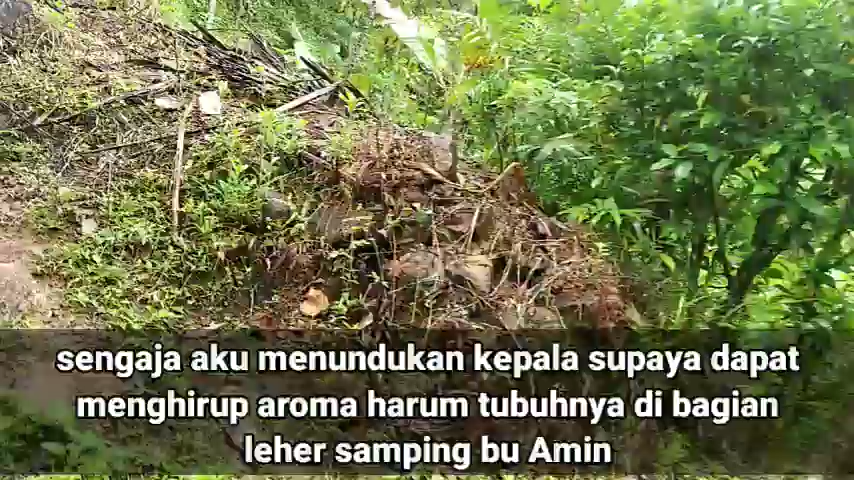 sengaja aku menundukan kepala supaya dapat
menghirup aroma harum tubuhnya di bagian
leher samping bu Amin